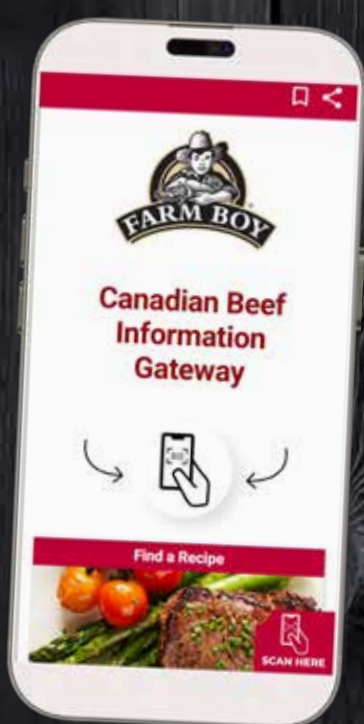 FARM BOY
Canadian Beef
Information
Gateway
Find a Recipe
SCAN HERE